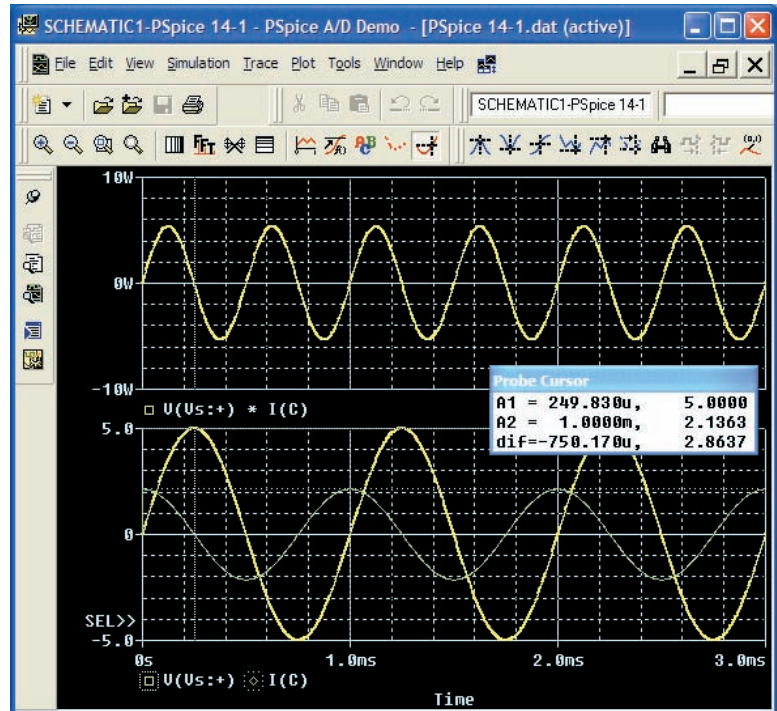 SCHEMATIC1-PSpice 14-1 - PSpice A/D Demo - [PSpice 14-1.dat (active)]
File Edit View Simulation Trace Plot Tools Window Help
SCHEMATIC1-PSpice 14-1
FFT
10W
0W
-10W
V(Vs:+) * I(C)
Probe Cursor
A1 = 249.830u, 5.0000
A2 = 1.0000m, 2.1363
dif=-750.170u, 2.8637
5.0
0
SEL>>
-5.0
0s 1.0ms 2.0ms 3.0ms
V(Vs:+) I(C)
Time